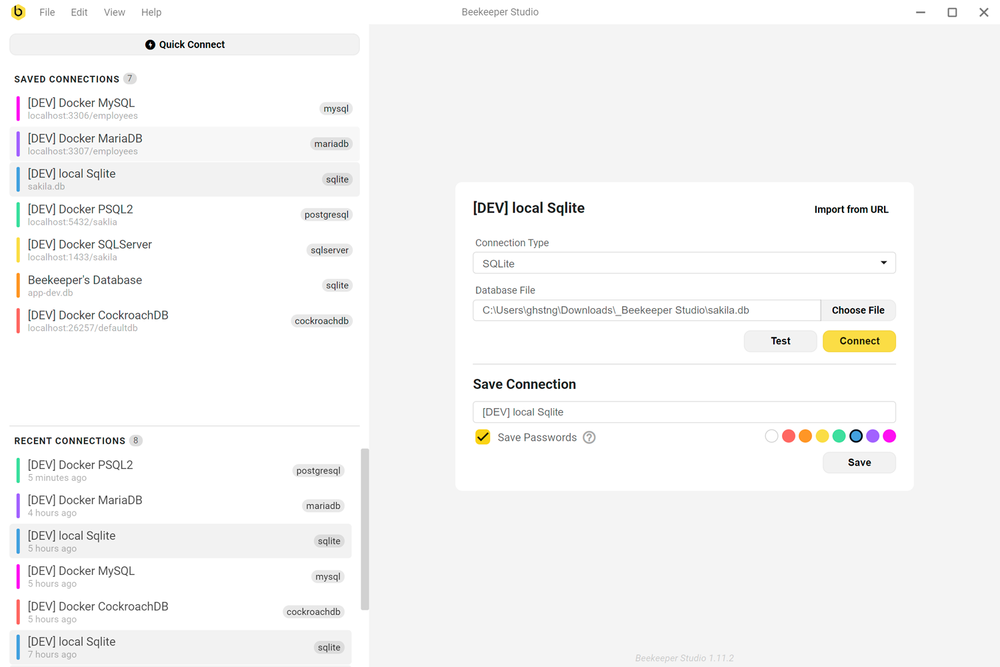 b File Edit View Help Beekeeper Studio
Quick Connect
SAVED CONNECTIONS 7
[DEV] Docker MySQL
localhost:3306/employees
mysql
[DEV] Docker MariaDB
localhost:3307/employees
mariadb
[DEV] local Sqlite
sakila.db
sqlite
[DEV] Docker PSQL2
localhost:5432/saklia
postgresql
[DEV] Docker SQLServer
localhost:1433/sakila
sqlserver
Beekeeper's Database
app-dev.db
sqlite
[DEV] Docker CockroachDB
localhost:26257/defaultdb
cockroachdb
RECENT CONNECTIONS 8
[DEV] Docker PSQL2
5 minutes ago
postgresql
[DEV] Docker MariaDB
4 hours ago
mariadb
[DEV] local Sqlite
5 hours ago
sqlite
[DEV] Docker MySQL
5 hours ago
mysql
[DEV] Docker CockroachDB
5 hours ago
cockroachdb
[DEV] local Sqlite
7 hours ago
sqlite
[DEV] local Sqlite
Import from URL
Connection Type
SQLite
Database File
C:\Users\ghstng\Downloads\_Beekeeper Studio\sakila.db
Choose File
Test
Connect
Save Connection
[DEV] local Sqlite
Save Passwords ?
Save
Beekeeper Studio 1.11.2